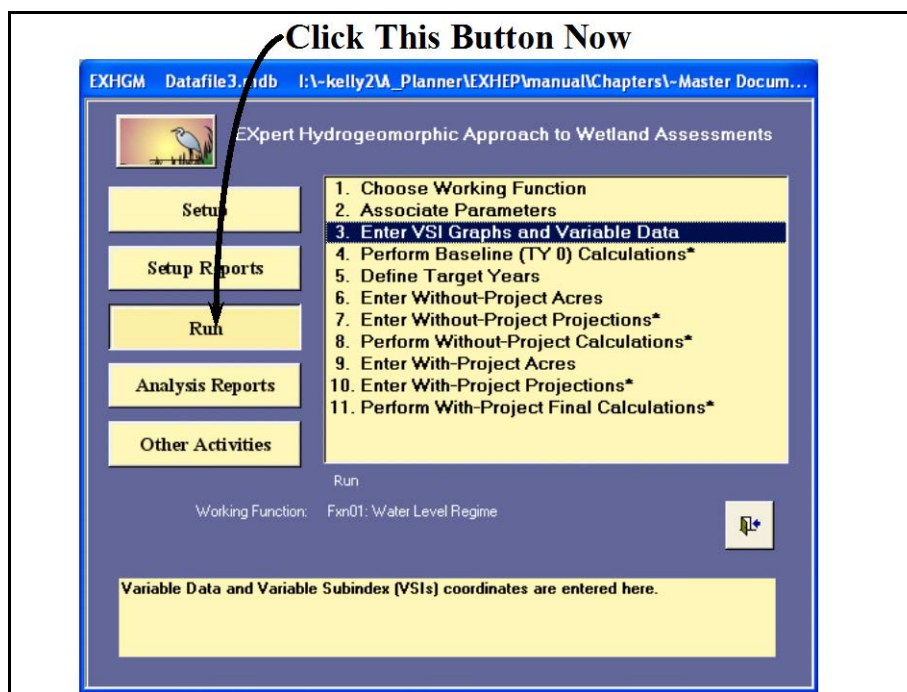 Click This Button Now
EXHGM Datafile3.mdb I:\~kelly2\A_Planner\EXHEP\manual\Chapters\~Master Docum...
EXpert Hydrogeomorphic Approach to Wetland Assessments
Setup
Setup Reports
Run
Analysis Reports
Other Activities
1. Choose Working Function
2. Associate Parameters
3. Enter VSI Graphs and Variable Data
4. Perform Baseline (TY 0) Calculations*
5. Define Target Years
6. Enter Without-Project Acres
7. Enter Without-Project Projections*
8. Perform Without-Project Calculations*
9. Enter With-Project Acres
10. Enter With-Project Projections*
11. Perform With-Project Final Calculations*
Run
Working Function: Fxn01: Water Level Regime
Variable Data and Variable Subindex (VSIs) coordinates are entered here.